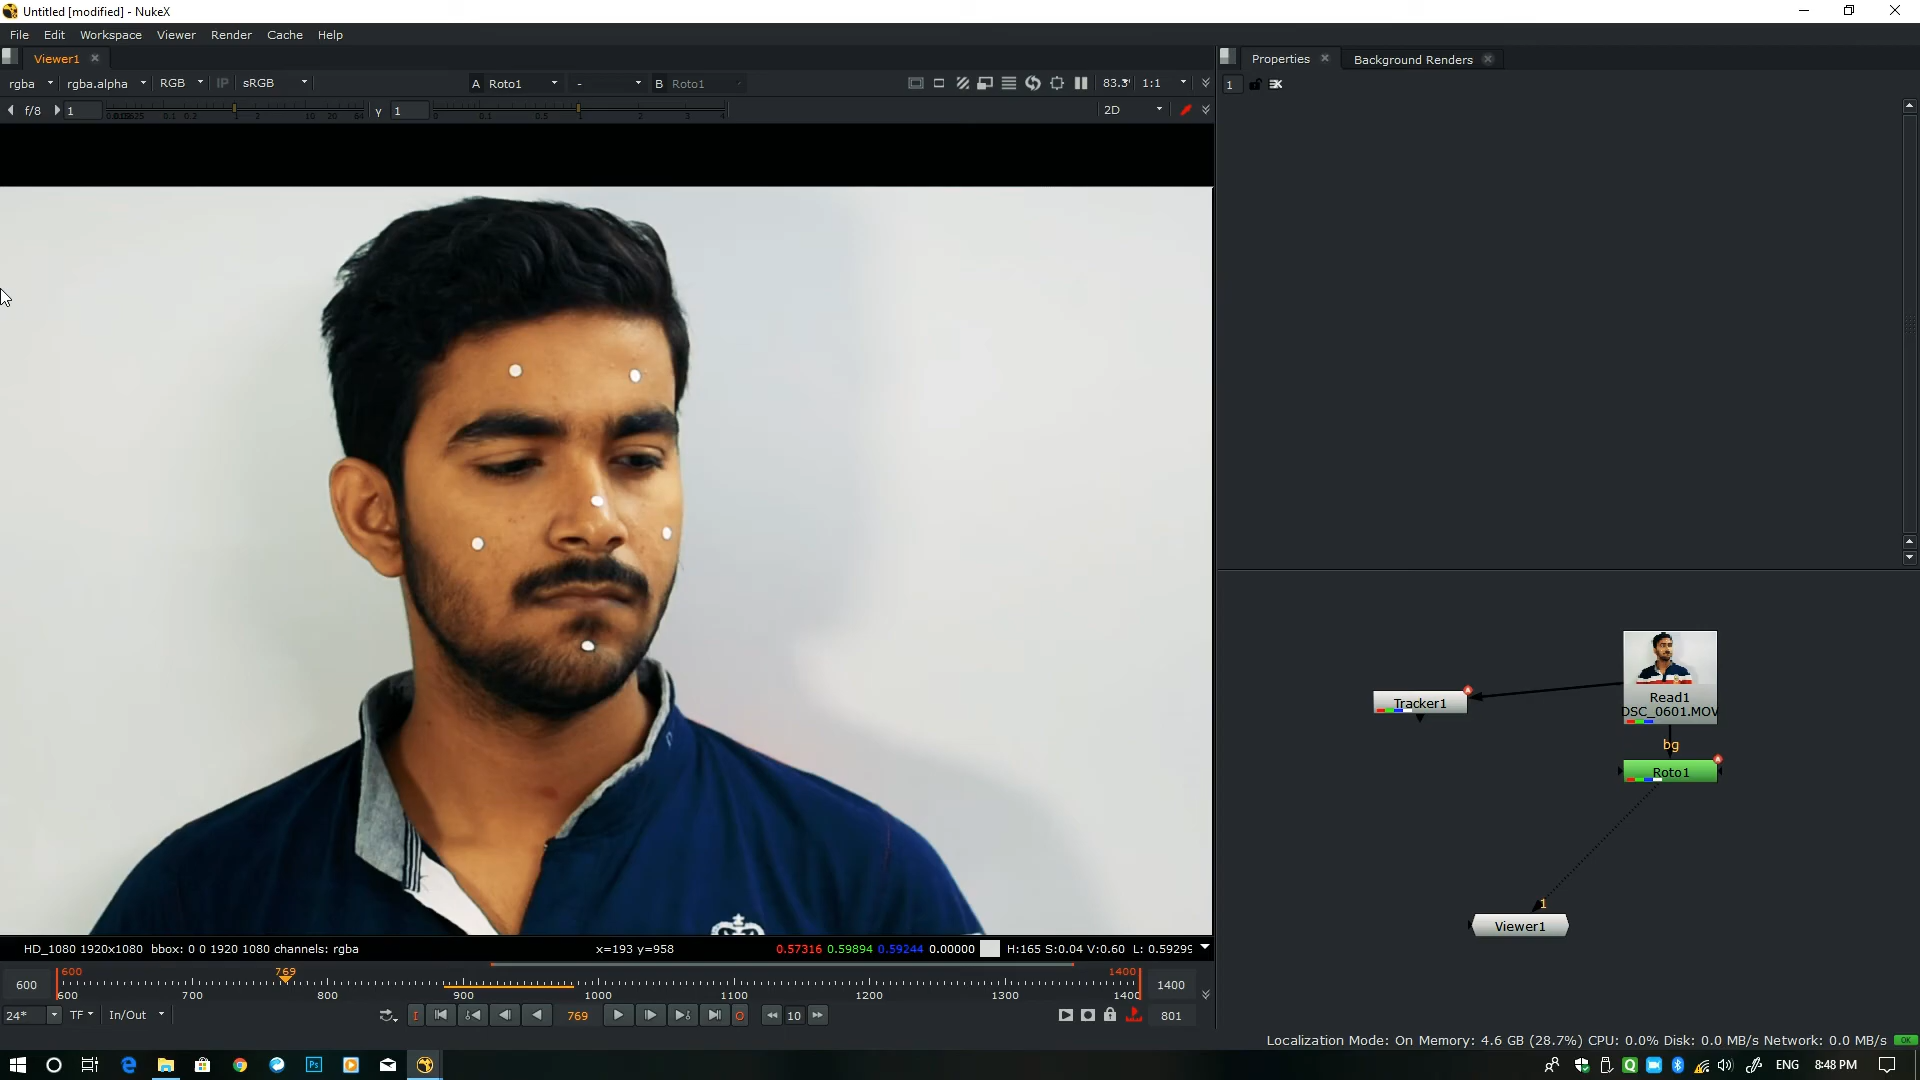 Untitled [modified] - NukeX
File Edit Workspace Viewer Render Cache Help
Viewer1
Properties
Background Renders
rgba rgba.alpha RGB IP sRGB A Roto1 - B Roto1 83.3 1:1
1
f/8 1 Y 1 2D
HD_1080 1920x1080 bbox: 0 0 1920 1080 channels: rgba x=193 y=958 0.57316 0.59894 0.59244 0.00000 H:165 S:0.04 V:0.60 L: 0.59299
600 600 769 1400 1400
600 700 800 900 1000 1100 1200 1300 1400
24* TF In/Out I 769 O 10 801
Read1
DSC_0601.MOV
Tracker1
bg
Roto1
1
Viewer1
Localization Mode: On Memory: 4.6 GB (28.7%) CPU: 0.0% Disk: 0.0 MB/s Network: 0.0 MB/s OK
ENG 8:48 PM